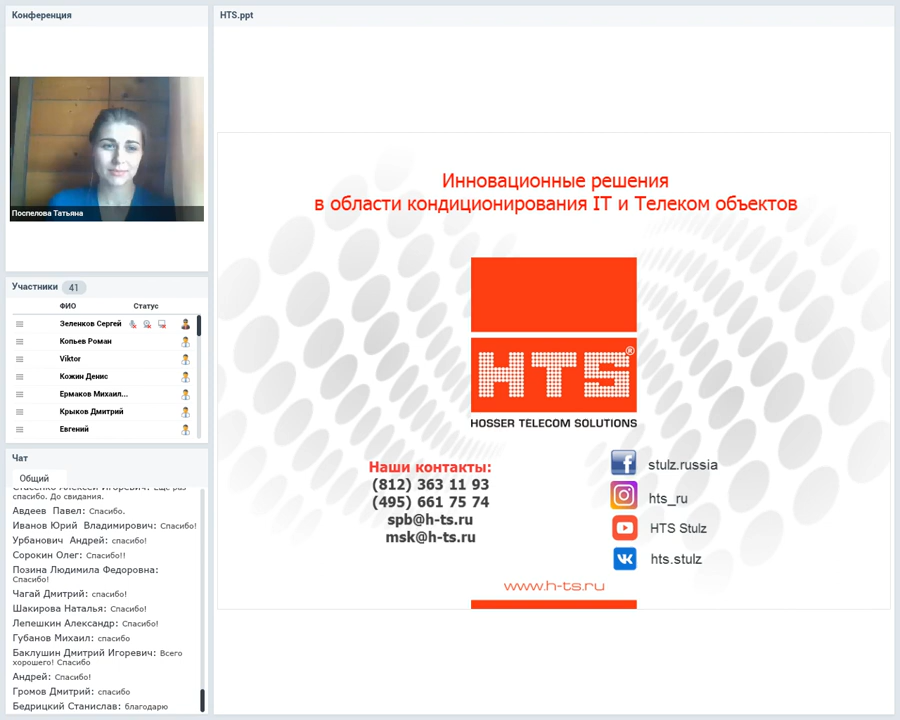 Конференция
Поспелова Татьяна
Участники 41
ФИО Статус
Зеленков Сергей
Копьев Роман
Viktor
Кожин Денис
Ермаков Михаил...
Крыков Дмитрий
Евгений
Чат
Общий
спасибо. До свидания.
Авдеев Павел: Спасибо.
Иванов Юрий Владимирович: Спасибо!
Урбанович Андрей: спасибо!
Сорокин Олег: Спасибо!!
Позина Людмила Федоровна:
Спасибо!
Чагай Дмитрий: спасибо!
Шакирова Наталья: Спасибо!
Лепешкин Александр: Спасибо!
Губанов Михаил: спасибо
Баклушин Дмитрий Игоревич: Всего
хорошего! Спасибо
Андрей: Спасибо!
Громов Дмитрий: спасибо
Бедрицкий Станислав: благодарю
HTS.ppt
Инновационные решения
в области кондиционирования IT и Телеком объектов
HTS®
HOSSER TELECOM SOLUTIONS
Наши контакты:
(812) 363 11 93
(495) 661 75 74
spb@h-ts.ru
msk@h-ts.ru
stulz.russia
hts_ru
HTS Stulz
hts.stulz
www.h-ts.ru